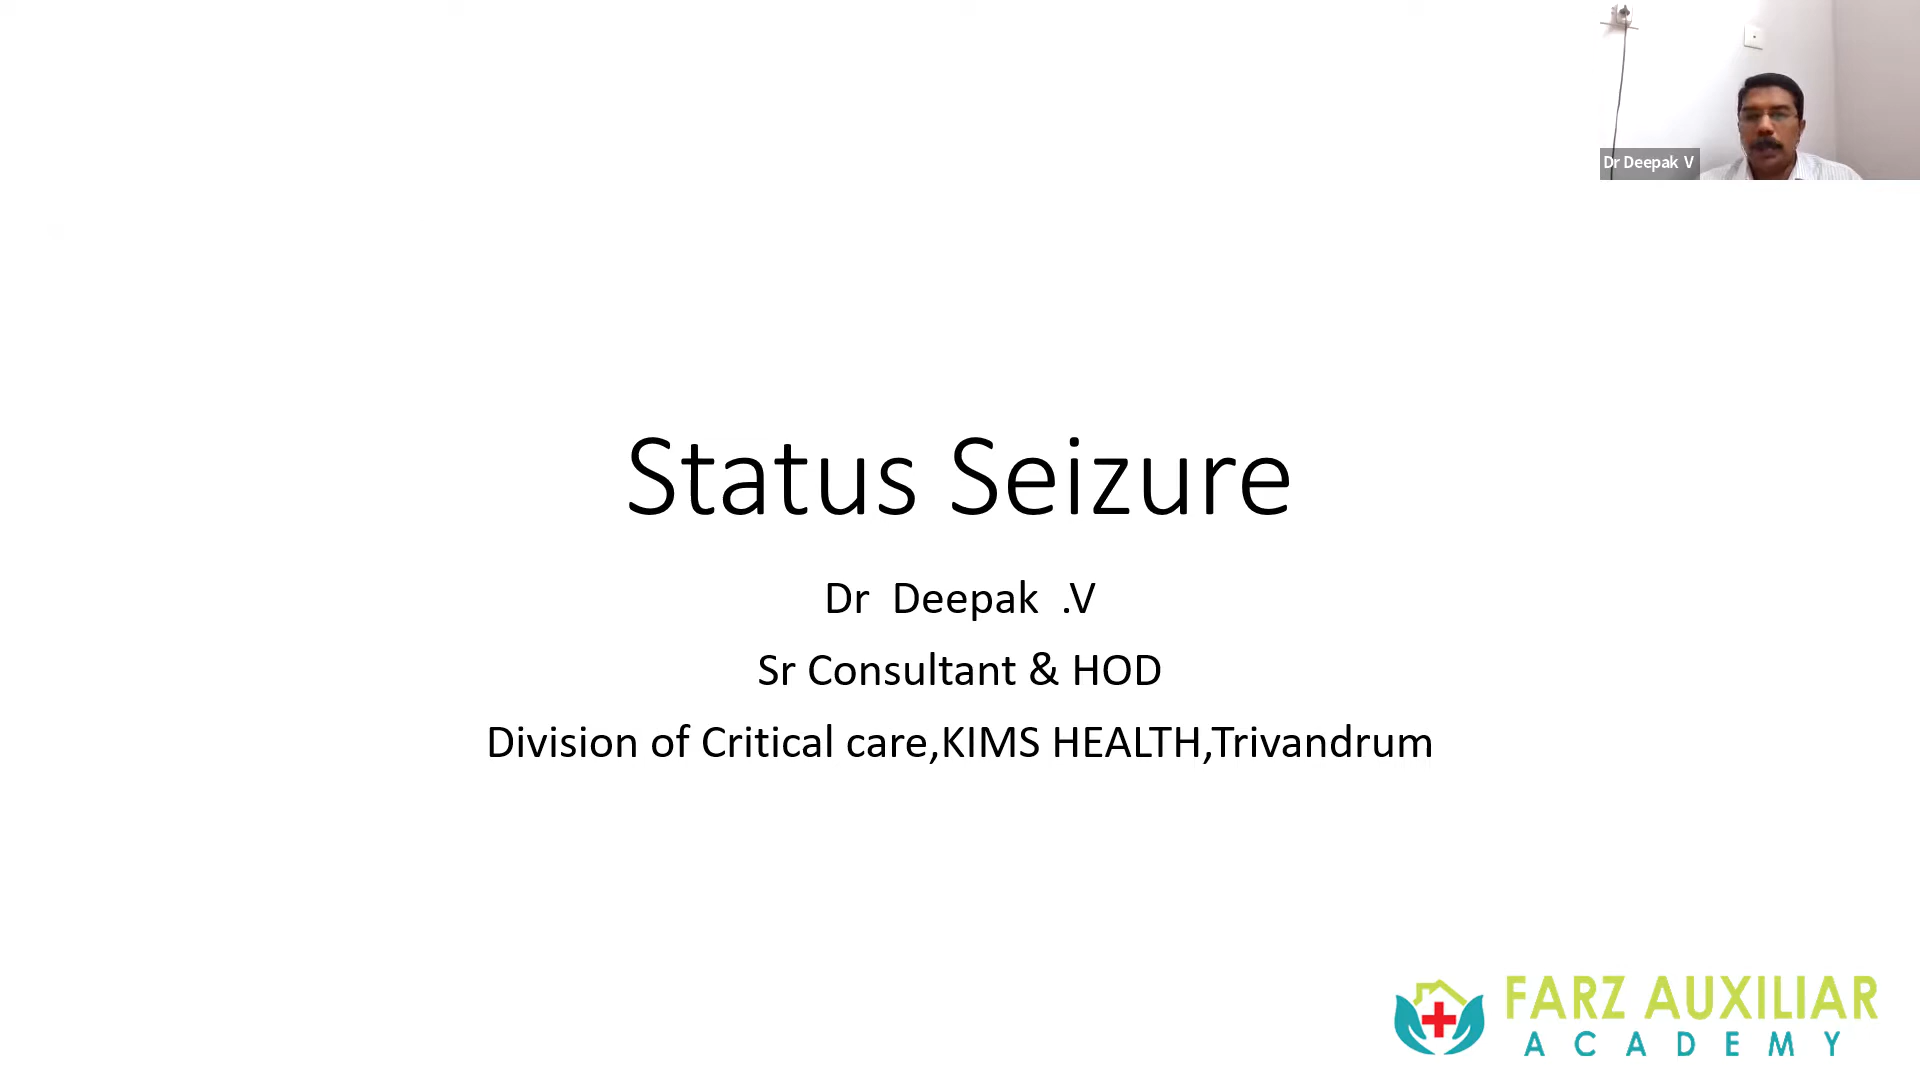 Dr Deepak V
Status Seizure
Dr Deepak .V
Sr Consultant & HOD
Division of Critical care,KIMS HEALTH,Trivandrum
FARZ AUXILIAR
ACADEMY